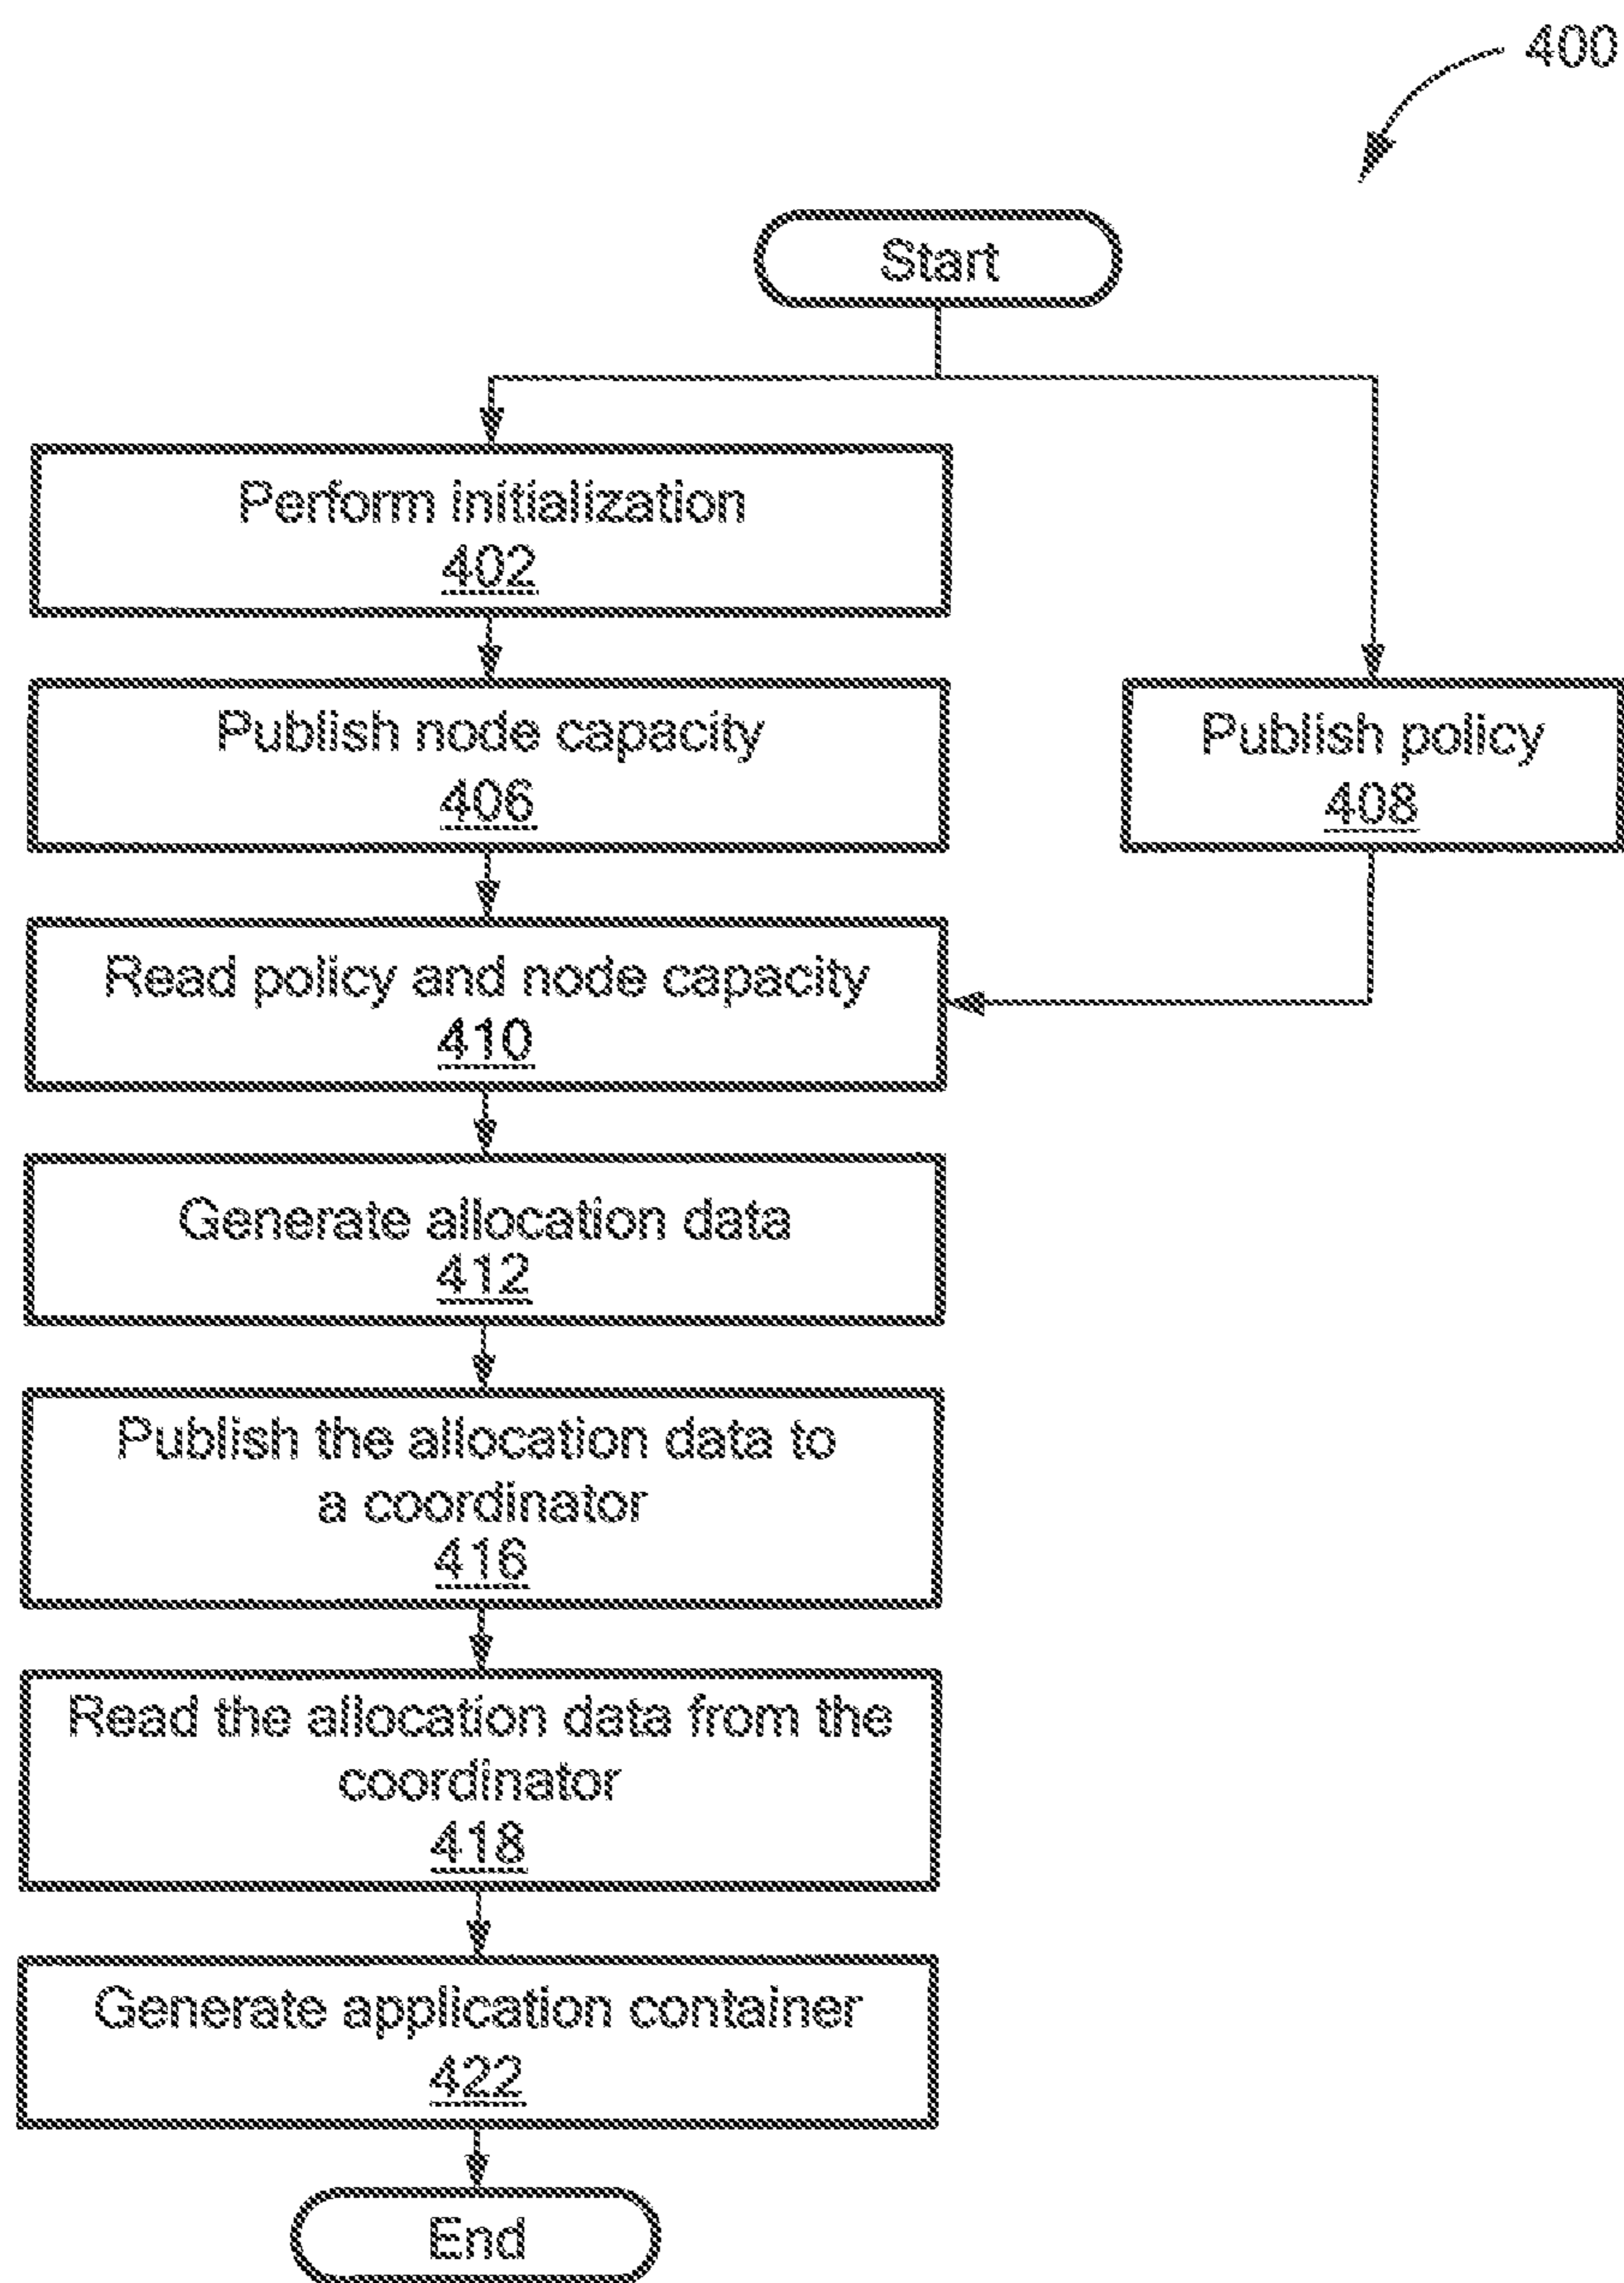 400
Start
Perform initialization
402
Publish node capacity
406
Publish policy
408
Read policy and node capacity
410
Generate allocation data
412
Publish the allocation data to
a coordinator
416
Read the allocation data from the
coordinator
418
Generate application container
422
End